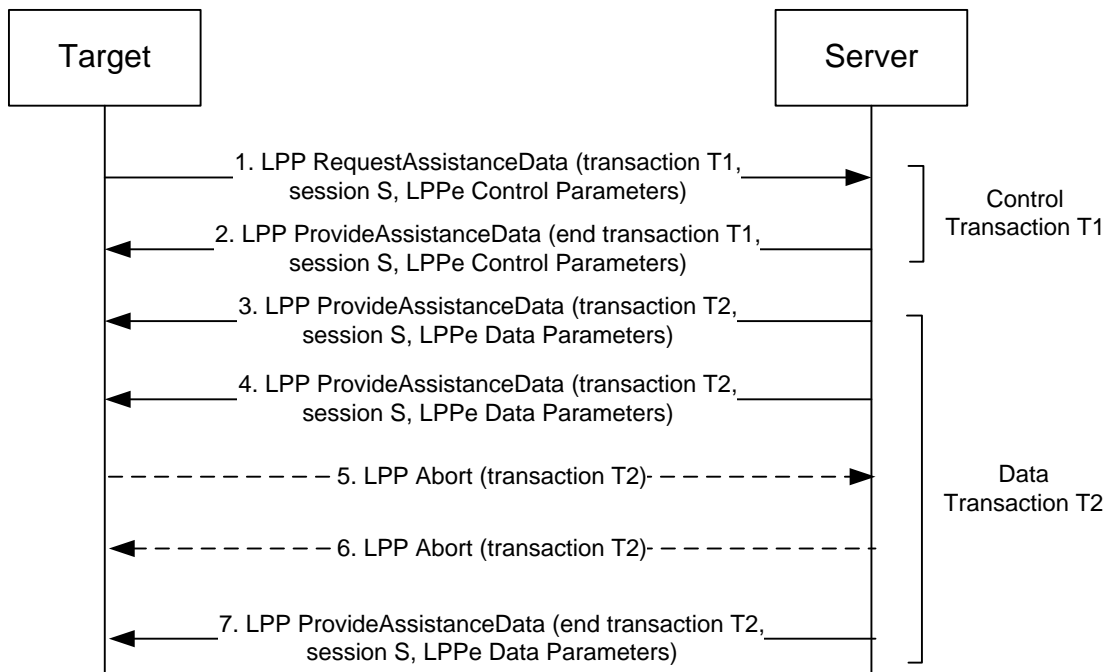 Target
Server
1. LPP RequestAssistanceData (transaction T1,
session S, LPPe Control Parameters)
2. LPP ProvideAssistanceData (end transaction T1,
session S, LPPe Control Parameters)
Control
Transaction T1
3. LPP ProvideAssistanceData (transaction T2,
session S, LPPe Data Parameters)
4. LPP ProvideAssistanceData (transaction T2,
session S, LPPe Data Parameters)
5. LPP Abort (transaction T2)
6. LPP Abort (transaction T2)
7. LPP ProvideAssistanceData (end transaction T2,
session S, LPPe Data Parameters)
Data
Transaction T2